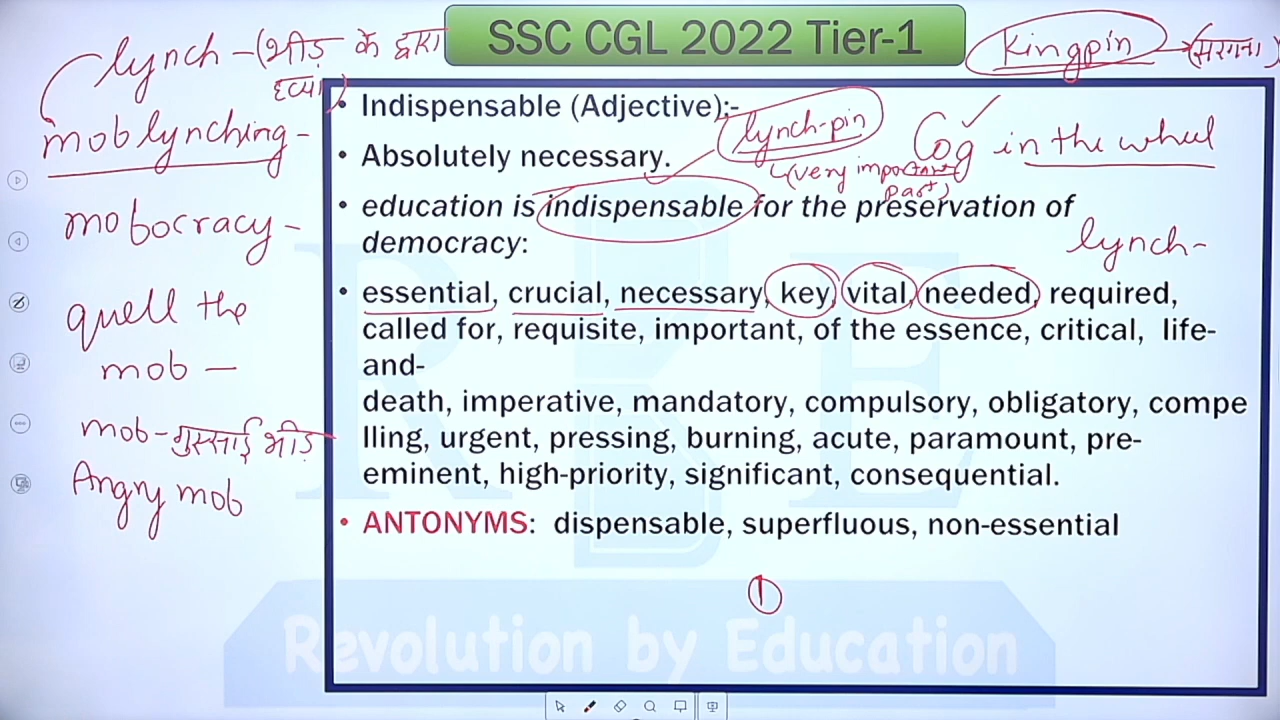 SSC CGL 2022 Tier-1
lynch - (भीड़ के द्वारा
हत्या)
Kingpin → (सरगना)
moblynching -
mobocracy -
quell the
mob -
mob - गुस्साई भीड़
Angry mob
• Indispensable (Adjective):-
lynch-pin
(very important
part)
Cog in the wheel
lynch-
• Absolutely necessary.
• education is indispensable for the preservation of
democracy:
• essential, crucial, necessary, key, vital, needed, required,
called for, requisite, important, of the essence, critical, life-
and-
death, imperative, mandatory, compulsory, obligatory, compe
lling, urgent, pressing, burning, acute, paramount, pre-
eminent, high-priority, significant, consequential.
• ANTONYMS: dispensable, superfluous, non-essential
1
RBE
Revolution by Education